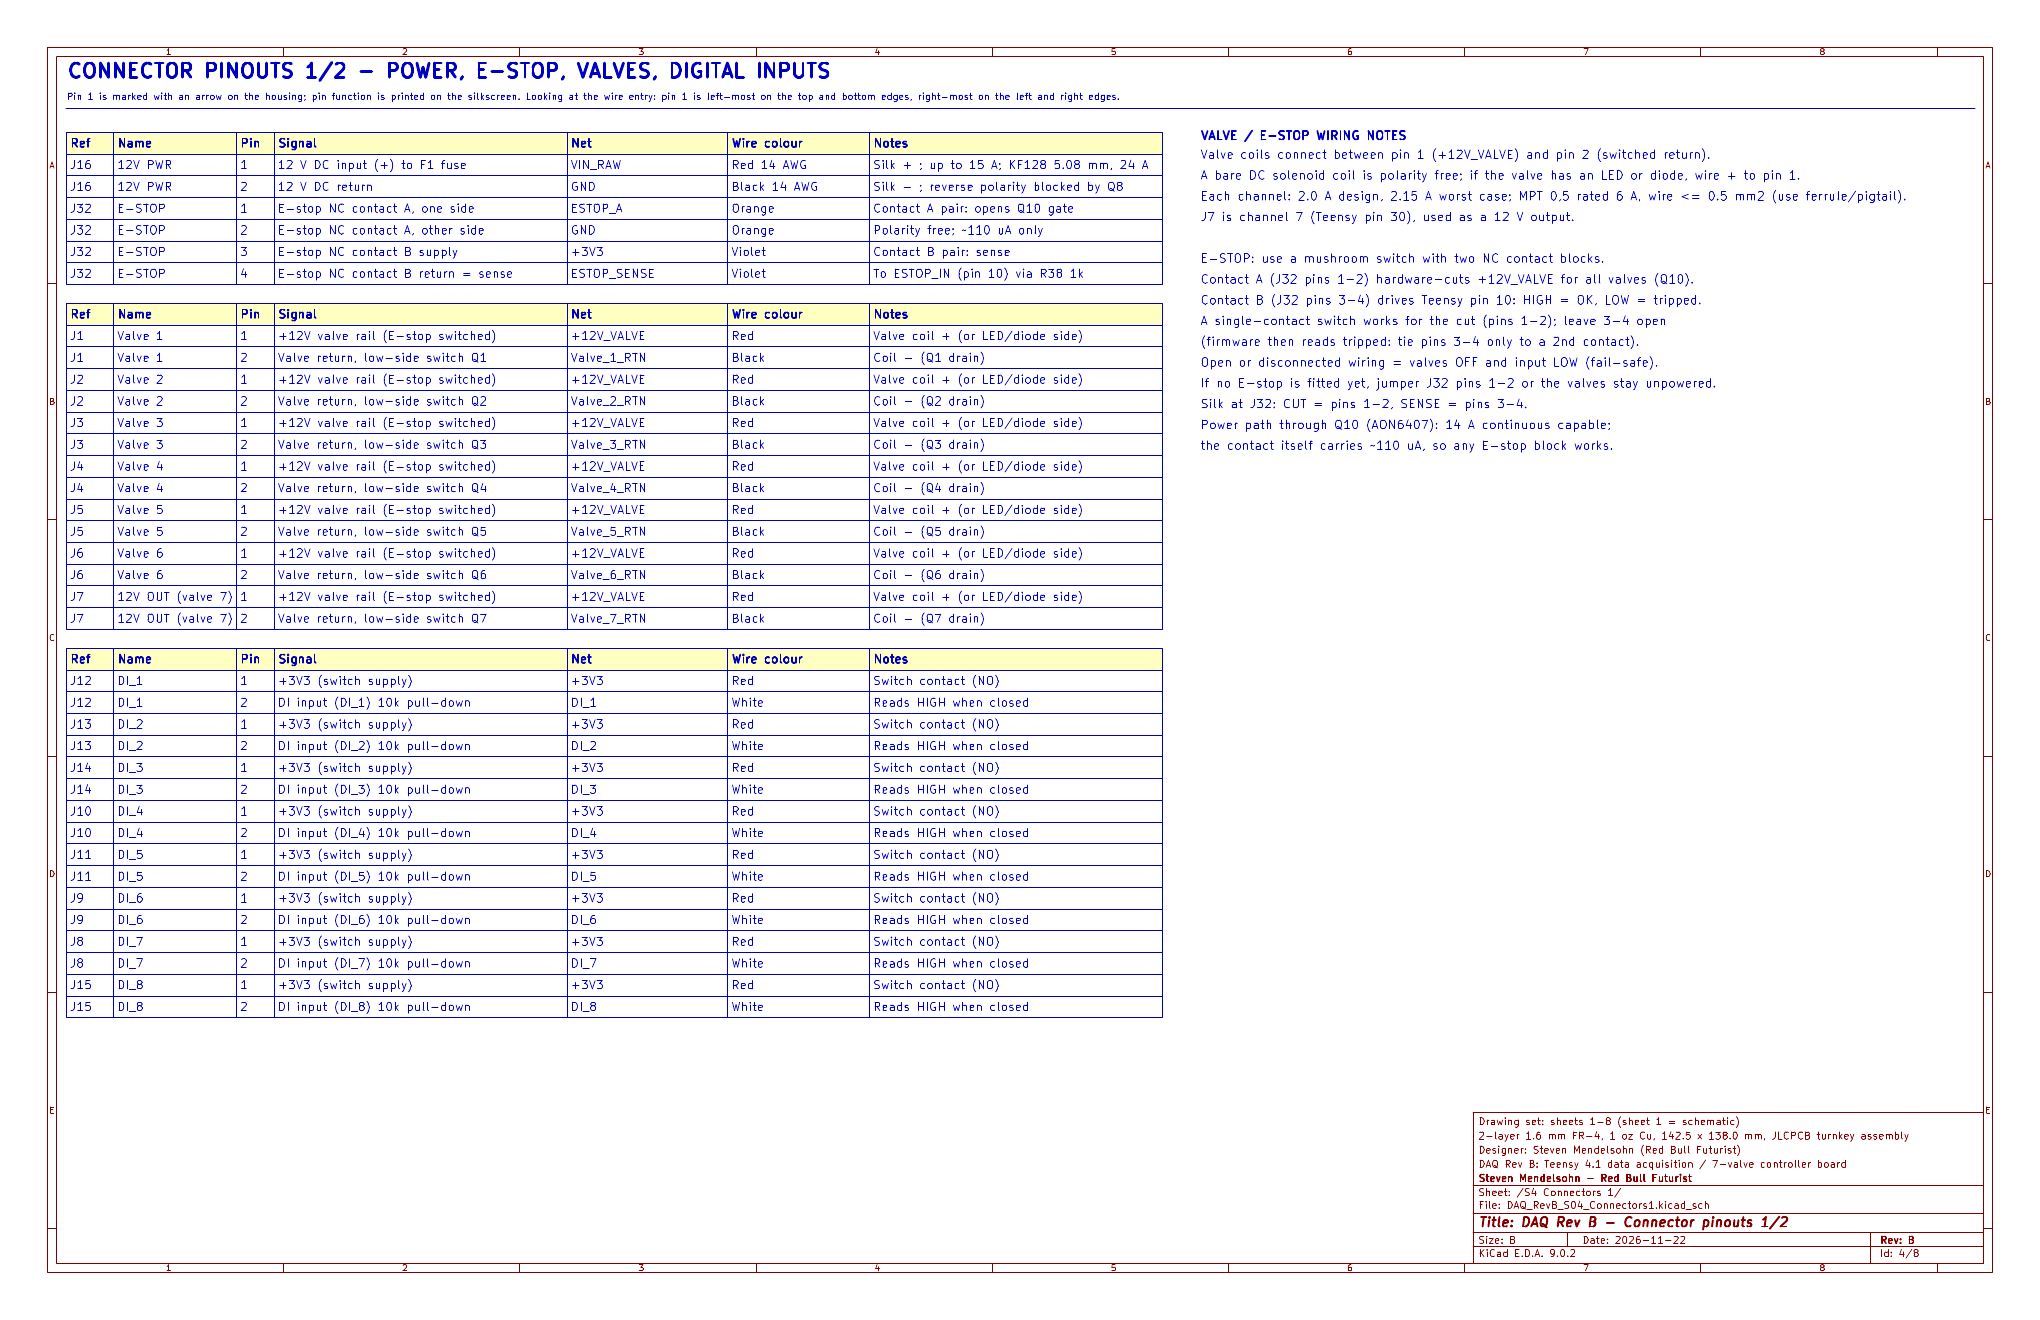 1 2 3 4 5 6 7 8
CONNECTOR PINOUTS 1/2 – POWER, E–STOP, VALVES, DIGITAL INPUTS
Pin 1 is marked with an arrow on the housing; pin function is printed on the silkscreen. Looking at the wire entry: pin 1 is left–most on the top and bottom edges, right–most on the left and right edges.
Ref Name Pin Signal Net Wire colour Notes
J16 12V PWR 1 12 V DC input (+) to F1 fuse VIN_RAW Red 14 AWG Silk + ; up to 15 A; KF128 5.08 mm, 24 A
J16 12V PWR 2 12 V DC return GND Black 14 AWG Silk – ; reverse polarity blocked by Q8
J32 E–STOP 1 E–stop NC contact A, one side ESTOP_A Orange Contact A pair: opens Q10 gate
J32 E–STOP 2 E–stop NC contact A, other side GND Orange Polarity free; ~110 uA only
J32 E–STOP 3 E–stop NC contact B supply +3V3 Violet Contact B pair: sense
J32 E–STOP 4 E–stop NC contact B return = sense ESTOP_SENSE Violet To ESTOP_IN (pin 10) via R38 1k
Ref Name Pin Signal Net Wire colour Notes
J1 Valve 1 1 +12V valve rail (E–stop switched) +12V_VALVE Red Valve coil + (or LED/diode side)
J1 Valve 1 2 Valve return, low–side switch Q1 Valve_1_RTN Black Coil – (Q1 drain)
J2 Valve 2 1 +12V valve rail (E–stop switched) +12V_VALVE Red Valve coil + (or LED/diode side)
J2 Valve 2 2 Valve return, low–side switch Q2 Valve_2_RTN Black Coil – (Q2 drain)
J3 Valve 3 1 +12V valve rail (E–stop switched) +12V_VALVE Red Valve coil + (or LED/diode side)
J3 Valve 3 2 Valve return, low–side switch Q3 Valve_3_RTN Black Coil – (Q3 drain)
J4 Valve 4 1 +12V valve rail (E–stop switched) +12V_VALVE Red Valve coil + (or LED/diode side)
J4 Valve 4 2 Valve return, low–side switch Q4 Valve_4_RTN Black Coil – (Q4 drain)
J5 Valve 5 1 +12V valve rail (E–stop switched) +12V_VALVE Red Valve coil + (or LED/diode side)
J5 Valve 5 2 Valve return, low–side switch Q5 Valve_5_RTN Black Coil – (Q5 drain)
J6 Valve 6 1 +12V valve rail (E–stop switched) +12V_VALVE Red Valve coil + (or LED/diode side)
J6 Valve 6 2 Valve return, low–side switch Q6 Valve_6_RTN Black Coil – (Q6 drain)
J7 12V OUT (valve 7) 1 +12V valve rail (E–stop switched) +12V_VALVE Red Valve coil + (or LED/diode side)
J7 12V OUT (valve 7) 2 Valve return, low–side switch Q7 Valve_7_RTN Black Coil – (Q7 drain)
Ref Name Pin Signal Net Wire colour Notes
J12 DI_1 1 +3V3 (switch supply) +3V3 Red Switch contact (NO)
J12 DI_1 2 DI input (DI_1) 10k pull–down DI_1 White Reads HIGH when closed
J13 DI_2 1 +3V3 (switch supply) +3V3 Red Switch contact (NO)
J13 DI_2 2 DI input (DI_2) 10k pull–down DI_2 White Reads HIGH when closed
J14 DI_3 1 +3V3 (switch supply) +3V3 Red Switch contact (NO)
J14 DI_3 2 DI input (DI_3) 10k pull–down DI_3 White Reads HIGH when closed
J10 DI_4 1 +3V3 (switch supply) +3V3 Red Switch contact (NO)
J10 DI_4 2 DI input (DI_4) 10k pull–down DI_4 White Reads HIGH when closed
J11 DI_5 1 +3V3 (switch supply) +3V3 Red Switch contact (NO)
J11 DI_5 2 DI input (DI_5) 10k pull–down DI_5 White Reads HIGH when closed
J9 DI_6 1 +3V3 (switch supply) +3V3 Red Switch contact (NO)
J9 DI_6 2 DI input (DI_6) 10k pull–down DI_6 White Reads HIGH when closed
J8 DI_7 1 +3V3 (switch supply) +3V3 Red Switch contact (NO)
J8 DI_7 2 DI input (DI_7) 10k pull–down DI_7 White Reads HIGH when closed
J15 DI_8 1 +3V3 (switch supply) +3V3 Red Switch contact (NO)
J15 DI_8 2 DI input (DI_8) 10k pull–down DI_8 White Reads HIGH when closed
VALVE / E–STOP WIRING NOTES
Valve coils connect between pin 1 (+12V_VALVE) and pin 2 (switched return).
A bare DC solenoid coil is polarity free; if the valve has an LED or diode, wire + to pin 1.
Each channel: 2.0 A design, 2.15 A worst case; MPT 0,5 rated 6 A, wire <= 0.5 mm2 (use ferrule/pigtail).
J7 is channel 7 (Teensy pin 30), used as a 12 V output.
E–STOP: use a mushroom switch with two NC contact blocks.
Contact A (J32 pins 1–2) hardware–cuts +12V_VALVE for all valves (Q10).
Contact B (J32 pins 3–4) drives Teensy pin 10: HIGH = OK, LOW = tripped.
A single–contact switch works for the cut (pins 1–2); leave 3–4 open
(firmware then reads tripped: tie pins 3–4 only to a 2nd contact).
Open or disconnected wiring = valves OFF and input LOW (fail–safe).
If no E–stop is fitted yet, jumper J32 pins 1–2 or the valves stay unpowered.
Silk at J32: CUT = pins 1–2, SENSE = pins 3–4.
Power path through Q10 (AON6407): 14 A continuous capable;
the contact itself carries ~110 uA, so any E–stop block works.
A A
B B
C C
D D
E E
Drawing set: sheets 1–8 (sheet 1 = schematic)
2–layer 1.6 mm FR–4, 1 oz Cu, 142.5 x 138.0 mm, JLCPCB turnkey assembly
Designer: Steven Mendelsohn (Red Bull Futurist)
DAQ Rev B: Teensy 4.1 data acquisition / 7–valve controller board
Steven Mendelsohn – Red Bull Futurist
Sheet: /S4 Connectors 1/
File: DAQ_RevB_S04_Connectors1.kicad_sch
Title: DAQ Rev B – Connector pinouts 1/2
Size: B Date: 2026–11–22 Rev: B
KiCad E.D.A. 9.0.2 Id: 4/8
1 2 3 4 5 6 7 8